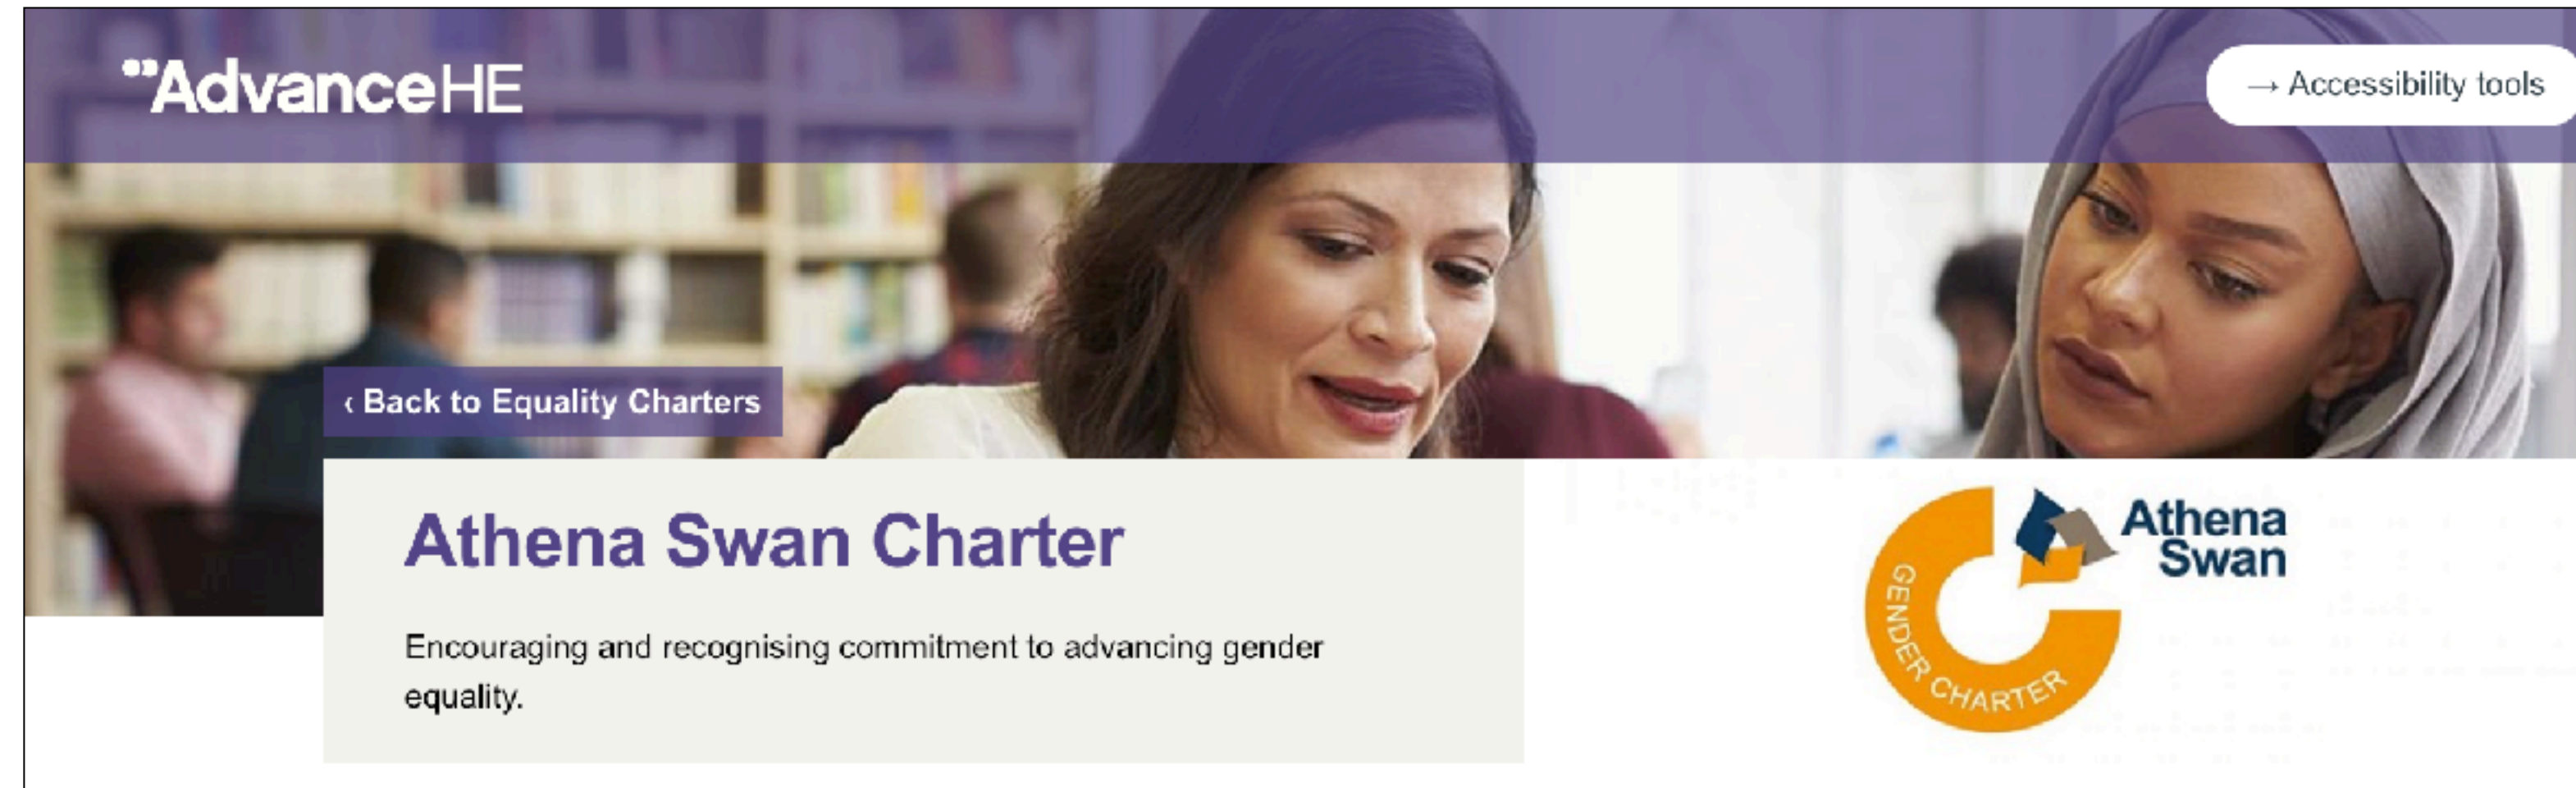 AdvanceHE
→ Accessibility tools
‹ Back to Equality Charters
Athena Swan Charter
Encouraging and recognising commitment to advancing gender
equality.
Athena
Swan
GENDER CHARTER